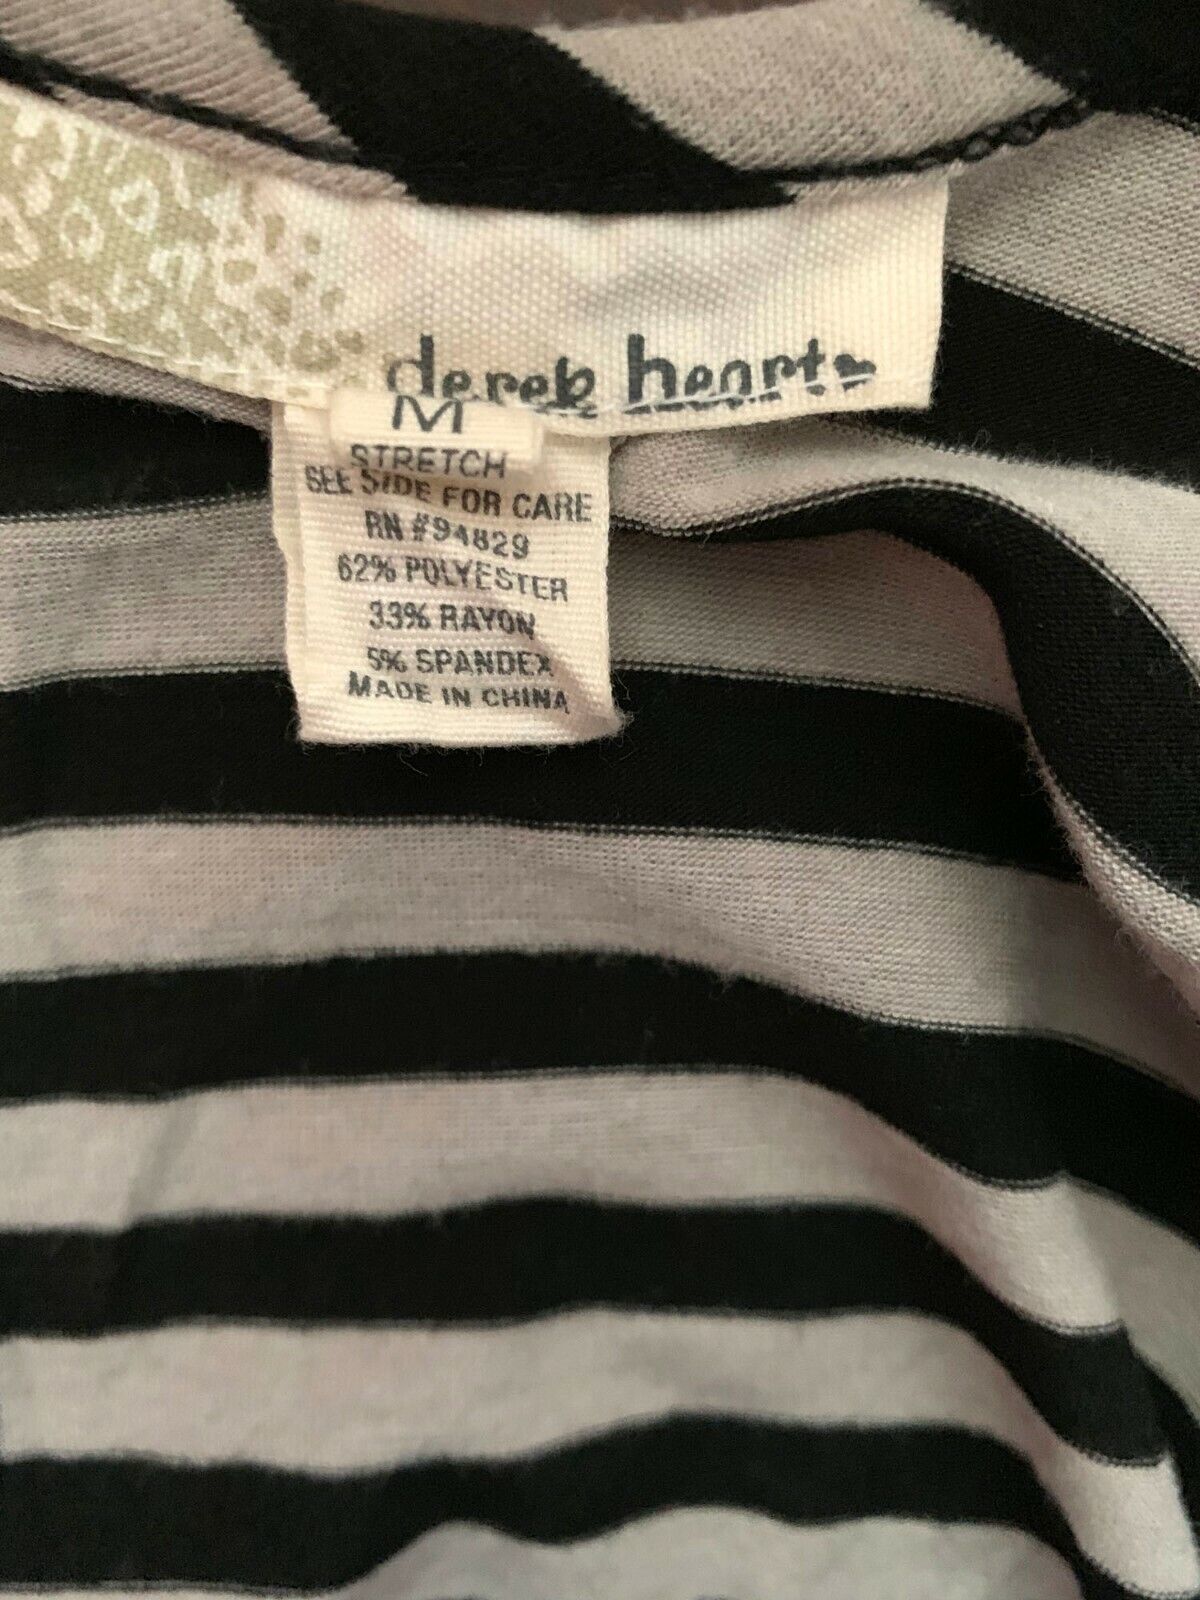 derek heart
M
STRETCH
SEE SIDE FOR CARE
RN #94829
62% POLYESTER
33% RAYON
5% SPANDEX
MADE IN CHINA